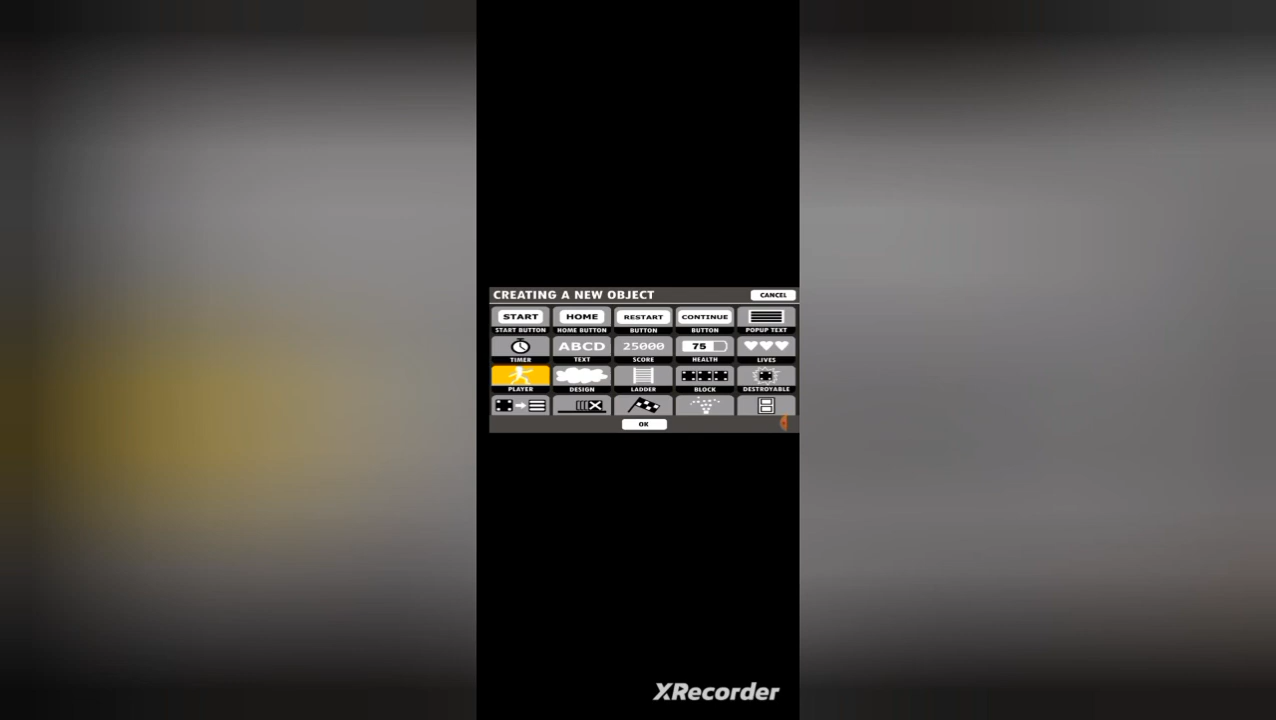 CREATING A NEW OBJECT CANCEL
START HOME RESTART CONTINUE
START BUTTON HOME BUTTON BUTTON BUTTON POPUP TEXT
ABCD 25000 75
TIMER TEXT SCORE HEALTH LIVES
PLAYER DESIGN LADDER BLOCK DESTROYABLE
OK
XRecorder